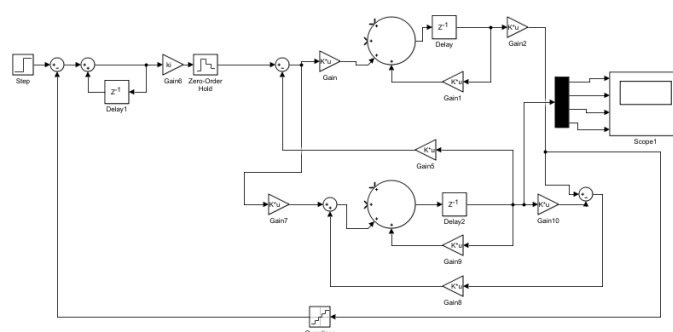 Z-1
Delay
K*u
Gain2
Step
ki
Gain6
Zero-Order
Hold
K*u
Gain
K*u
Gain1
Z-1
Delay1
Scope1
K*u
Gain5
K*u
Gain7
Z-1
Delay2
K*u
Gain10
K*u
Gain9
K*u
Gain8